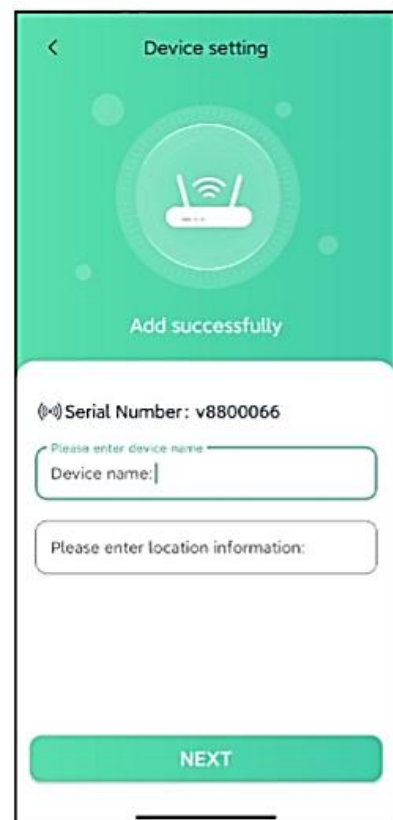 Device setting
Add successfully
Serial Number: v8800066
Please enter device name
Device name:
Please enter location information:
NEXT